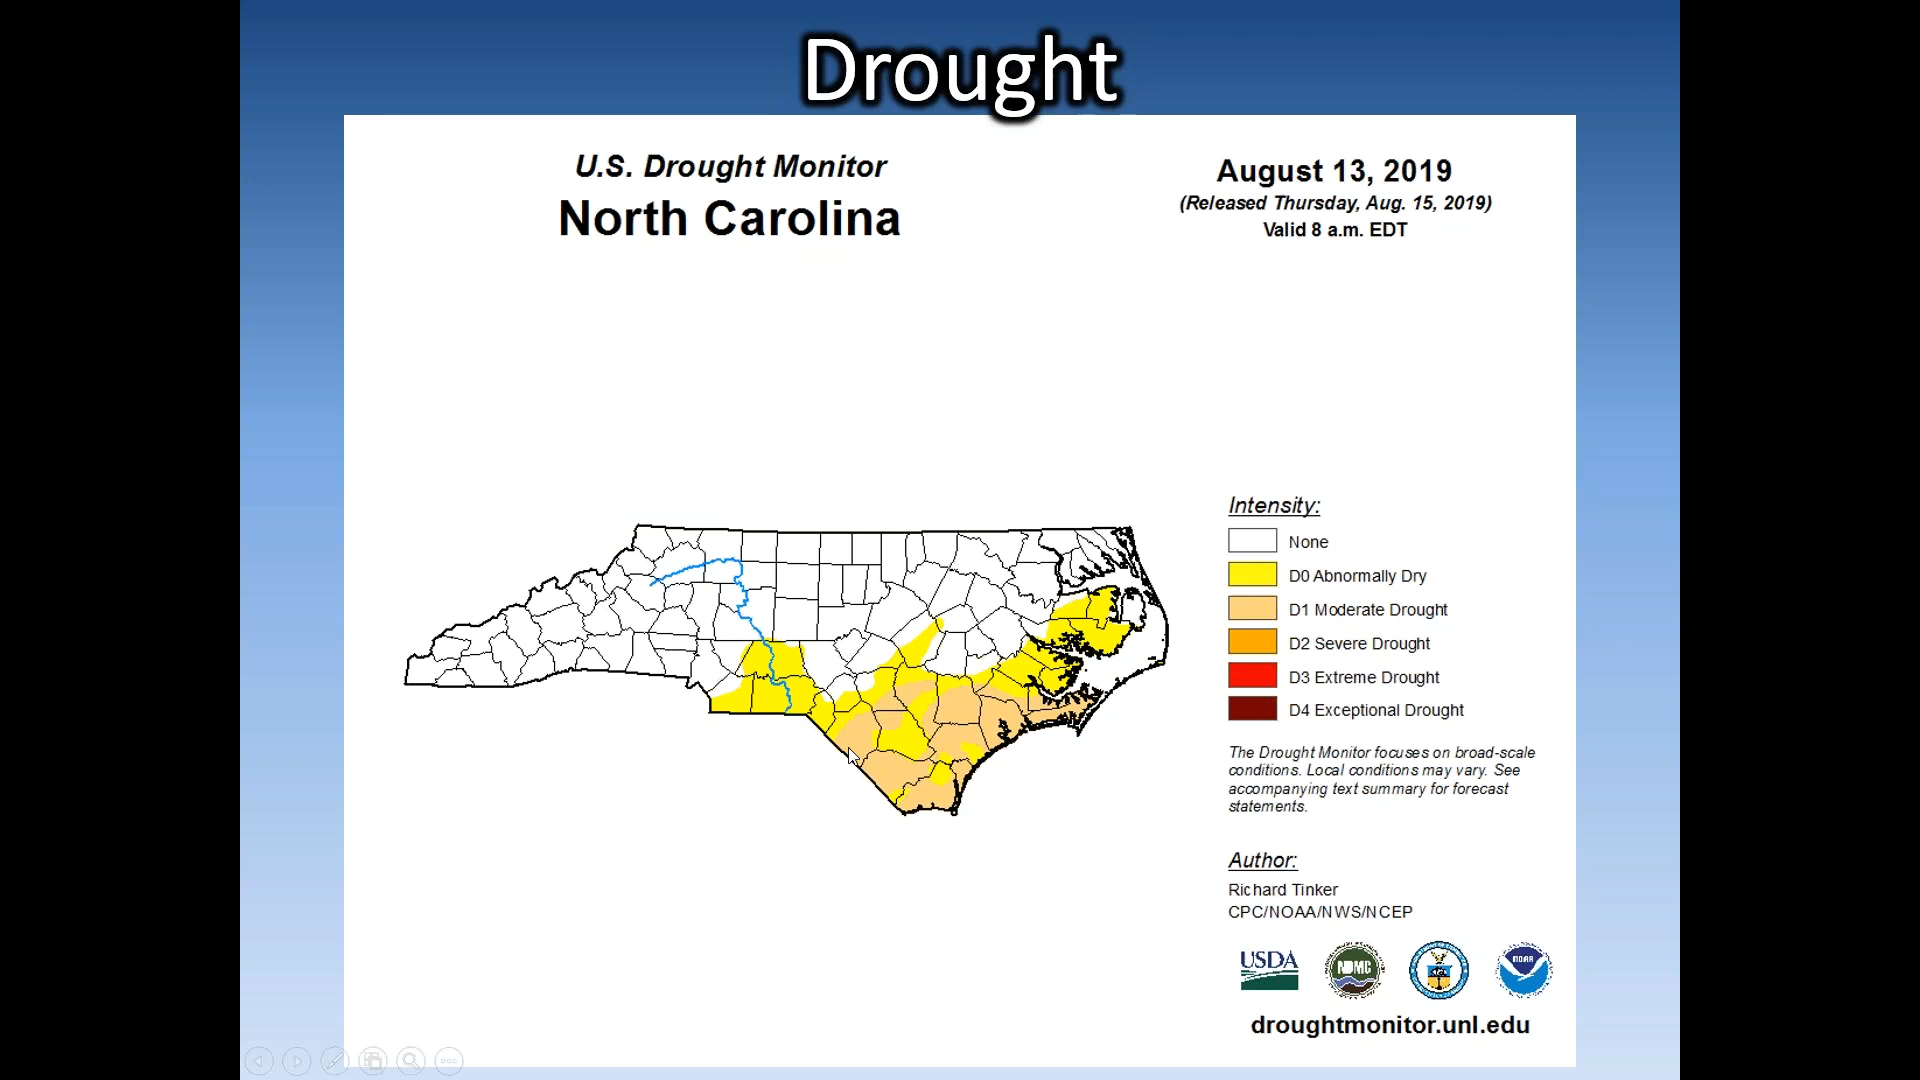 Drought
U.S. Drought Monitor
North Carolina
August 13, 2019
(Released Thursday, Aug. 15, 2019)
Valid 8 a.m. EDT
Intensity:
None
D0 Abnormally Dry
D1 Moderate Drought
D2 Severe Drought
D3 Extreme Drought
D4 Exceptional Drought
The Drought Monitor focuses on broad-scale
conditions. Local conditions may vary. See
accompanying text summary for forecast
statements.
Author:
Richard Tinker
CPC/NOAA/NWS/NCEP
USDA
NDMC
NOAA
droughtmonitor.unl.edu